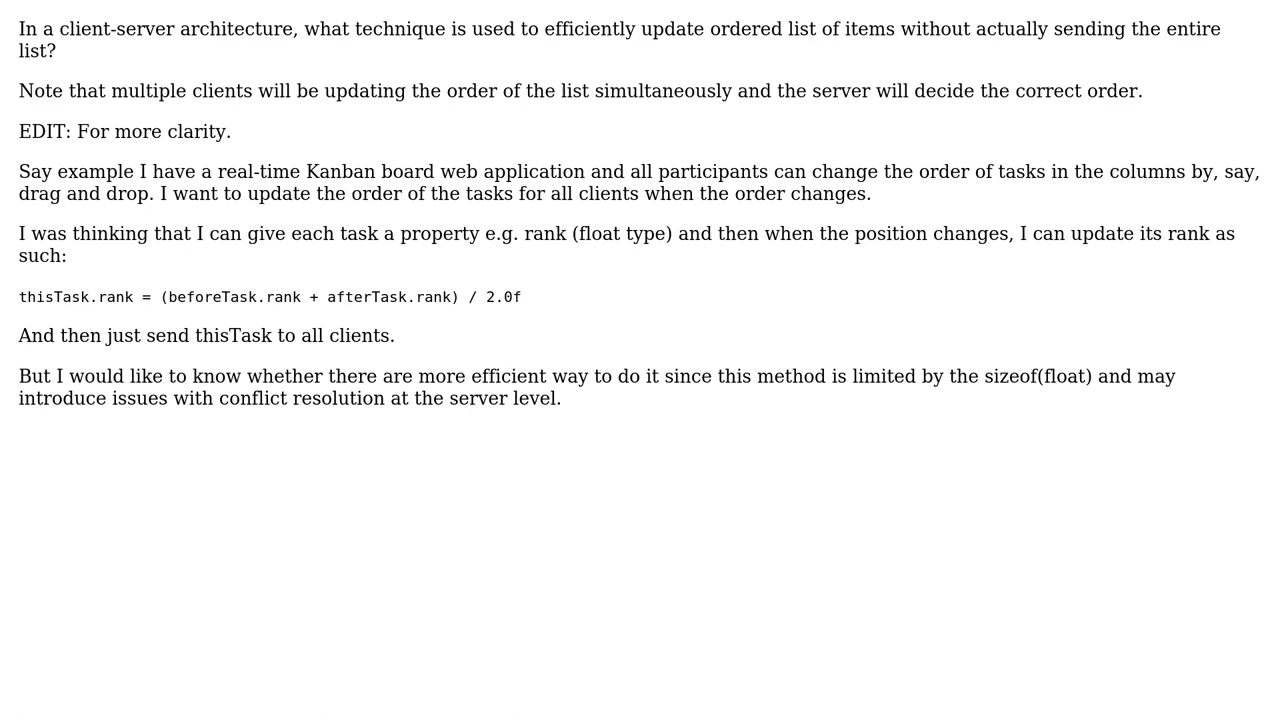 In a client-server architecture, what technique is used to efficiently update ordered list of items without actually sending the entire
list?
Note that multiple clients will be updating the order of the list simultaneously and the server will decide the correct order.
EDIT: For more clarity.
Say example I have a real-time Kanban board web application and all participants can change the order of tasks in the columns by, say,
drag and drop. I want to update the order of the tasks for all clients when the order changes.
I was thinking that I can give each task a property e.g. rank (float type) and then when the position changes, I can update its rank as
such:
thisTask.rank = (beforeTask.rank + afterTask.rank) / 2.0f
And then just send thisTask to all clients.
But I would like to know whether there are more efficient way to do it since this method is limited by the sizeof(float) and may
introduce issues with conflict resolution at the server level.